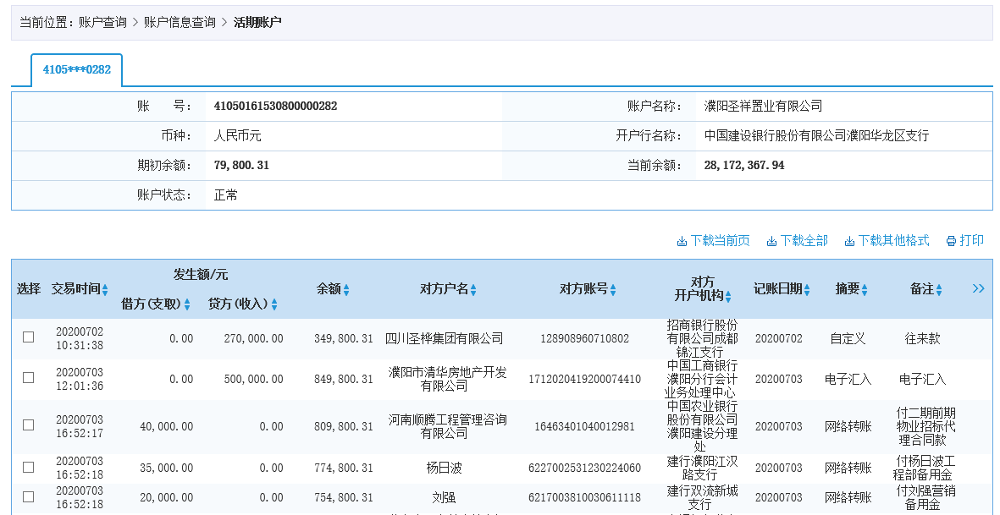 当前位置：账户查询 > 账户信息查询 > 活期账户
4105***0282
账 号： 41050161530800000282 账户名称： 濮阳圣祥置业有限公司
币种： 人民币元 开户行名称： 中国建设银行股份有限公司濮阳华龙区支行
期初余额： 79,800.31 当前余额： 28,172,367.94
账户状态： 正常
下载当前页 下载全部 下载其他格式 打印
选择 交易时间 发生额/元 余额 对方户名 对方账号 对方 开户机构 记账日期 摘要 备注 >>
借方(支取) 贷方(收入)
20200702 10:31:38 0.00 270,000.00 349,800.31 四川圣桦集团有限公司 128908960710802 招商银行股份有限公司成都锦江支行 20200702 自定义 往来款
20200703 12:01:36 0.00 500,000.00 849,800.31 濮阳市清华房地产开发有限公司 1712020419200074410 中国工商银行濮阳分行会计业务处理中心 20200703 电子汇入 电子汇入
20200703 16:52:17 40,000.00 0.00 809,800.31 河南顺腾工程管理咨询有限公司 16463401040012981 中国农业银行股份有限公司濮阳建设分理处 20200703 网络转账 付二期前期物业招标代理合同款
20200703 16:52:18 35,000.00 0.00 774,800.31 杨日波 6227002531230224060 建行濮阳江汉路支行 20200703 网络转账 付杨日波工程部备用金
20200703 16:52:18 20,000.00 0.00 754,800.31 刘强 6217003810030611118 建行双流新城支行 20200703 网络转账 付刘强营销备用金